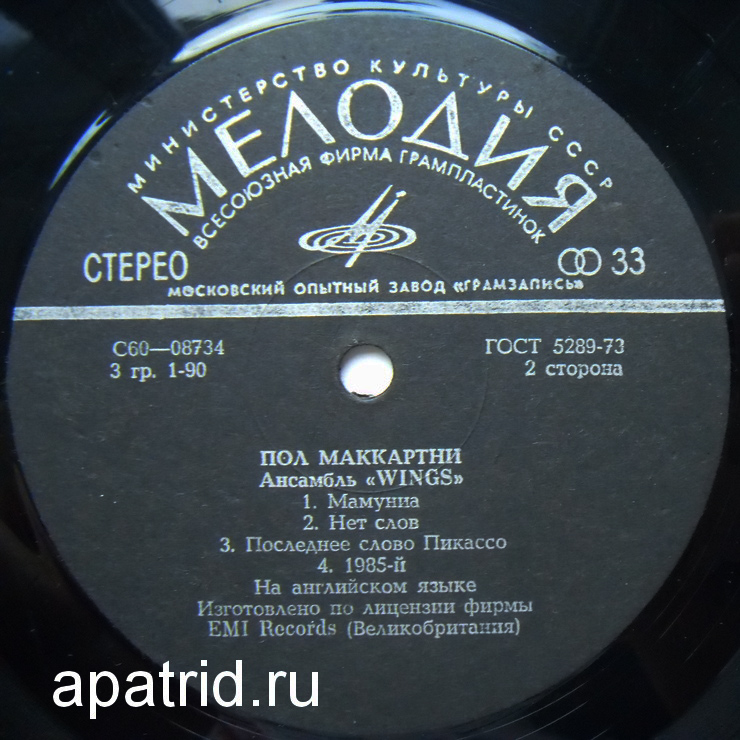 МИНИСТЕРСТВО КУЛЬТУРЫ СССР
МЕЛОДИЯ
ВСЕСОЮЗНАЯ ФИРМА ГРАМПЛАСТИНОК
СТЕРЕО 33
МОСКОВСКИЙ ОПЫТНЫЙ ЗАВОД «ГРАМЗАПИСЬ»
С60—08734 ГОСТ 5289-73
3 гр. 1-90 2 сторона
ПОЛ МАККАРТНИ
Ансамбль «WINGS»
1. Мамуниа
2. Нет слов
3. Последнее слово Пикассо
4. 1985-й
На английском языке
Изготовлено по лицензии фирмы
EMI Records (Великобритания)
apatrid.ru